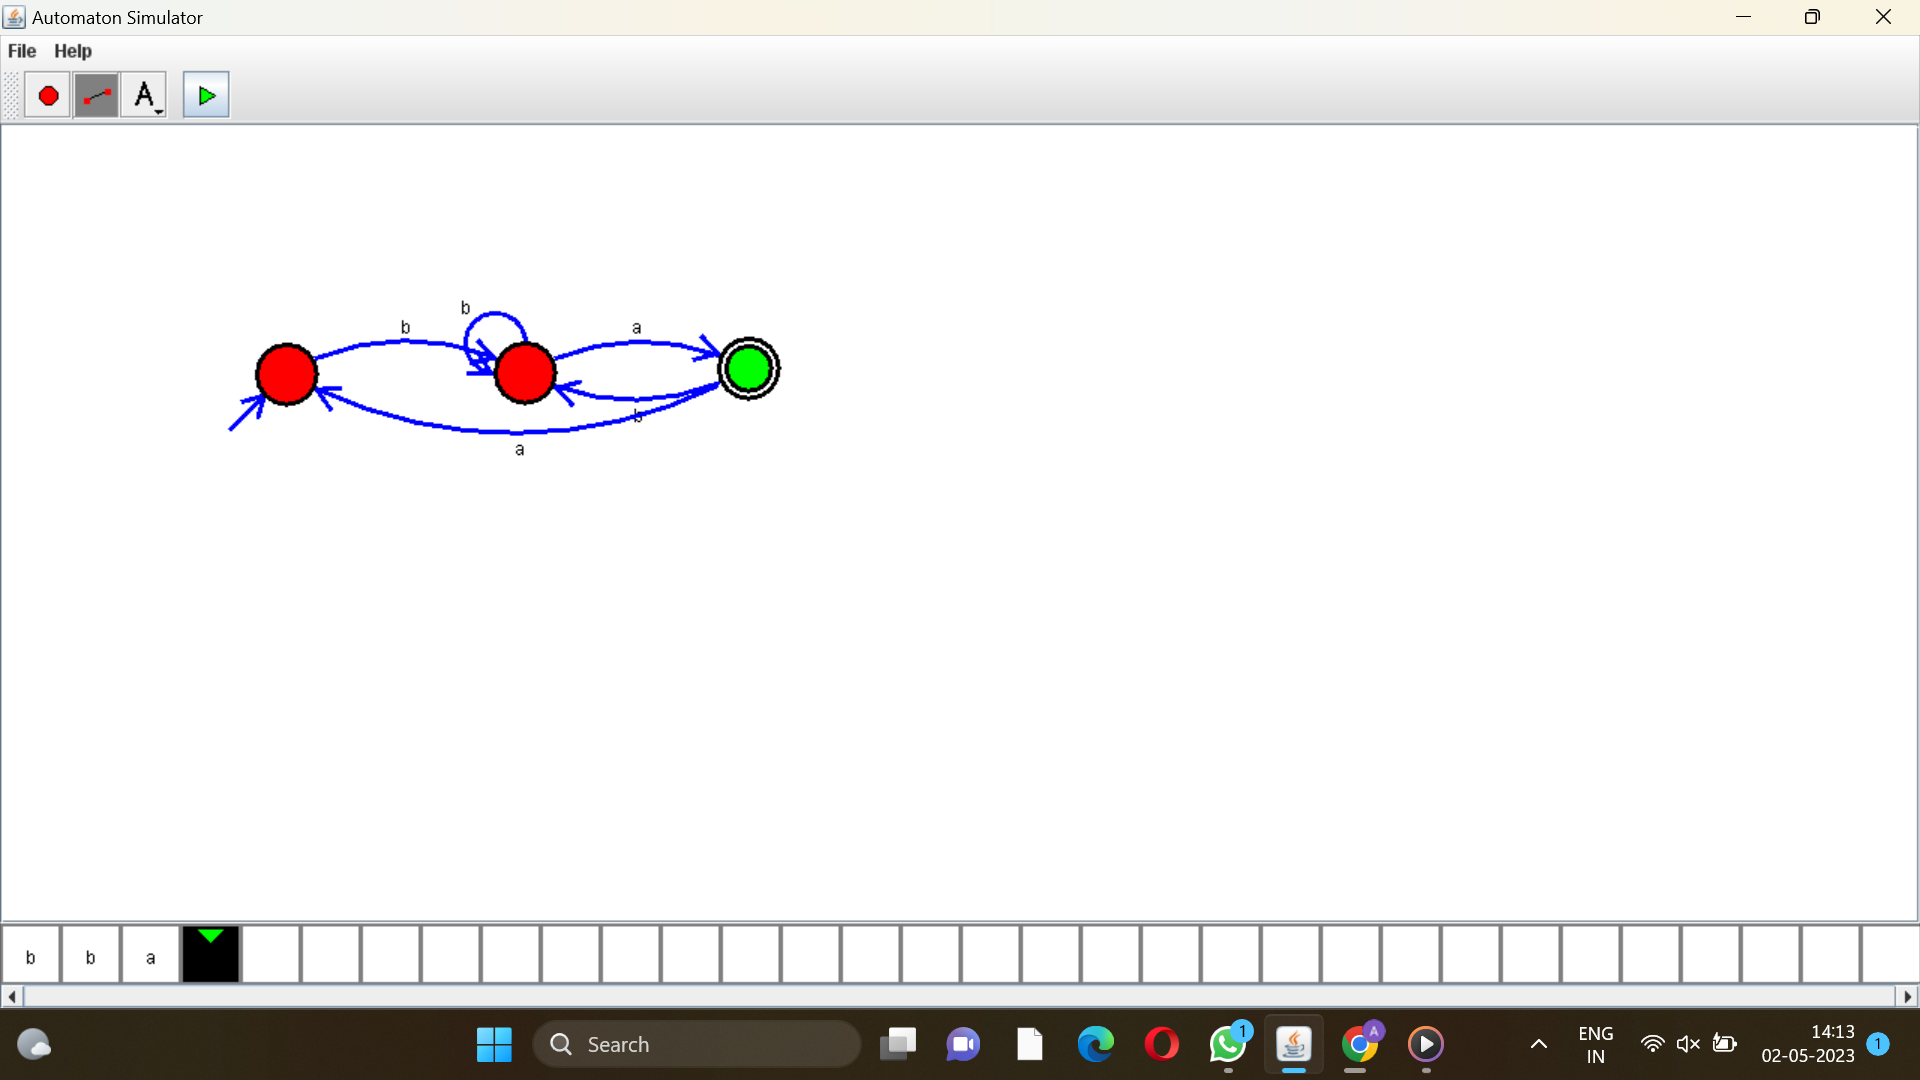 Automaton Simulator
File Help
A
b
b
a
b
a
b b a
Search
1
A
ENG
IN
14:13
02-05-2023
1